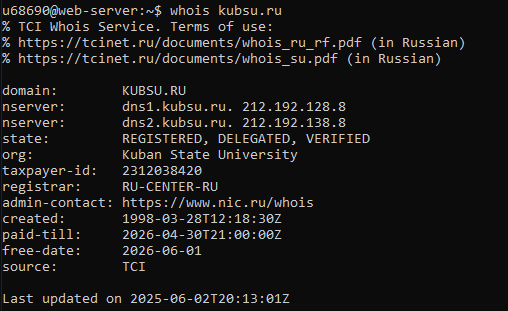 u68690@web-server:~$ whois kubsu.ru
% TCI Whois Service. Terms of use:
% https://tcinet.ru/documents/whois_ru_rf.pdf (in Russian)
% https://tcinet.ru/documents/whois_su.pdf (in Russian)

domain:        KUBSU.RU
nserver:       dns1.kubsu.ru. 212.192.128.8
nserver:       dns2.kubsu.ru. 212.192.138.8
state:         REGISTERED, DELEGATED, VERIFIED
org:           Kuban State University
taxpayer-id:   2312038420
registrar:     RU-CENTER-RU
admin-contact: https://www.nic.ru/whois
created:       1998-03-28T12:18:30Z
paid-till:     2026-04-30T21:00:00Z
free-date:     2026-06-01
source:        TCI

Last updated on 2025-06-02T20:13:01Z